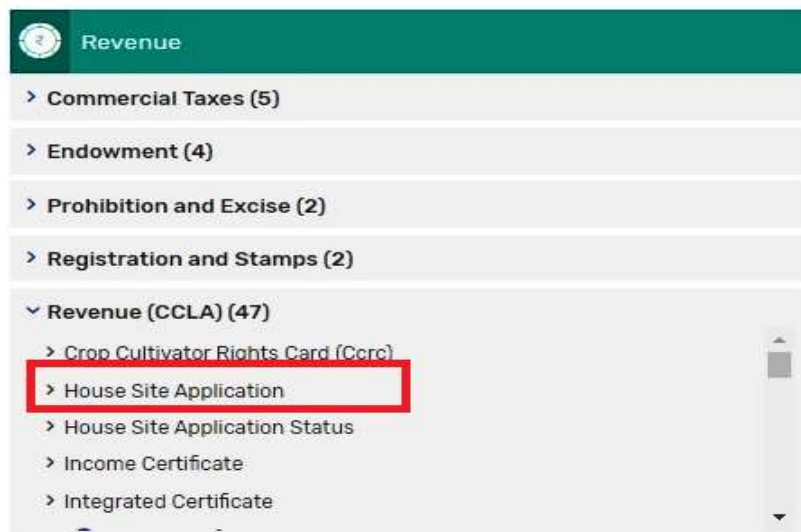 Revenue
Commercial Taxes (5)
Endowment (4)
Prohibition and Excise (2)
Registration and Stamps (2)
Revenue (CCLA) (47)
Crop Cultivator Rights Card (Ccrc)
House Site Application
House Site Application Status
Income Certificate
Integrated Certificate